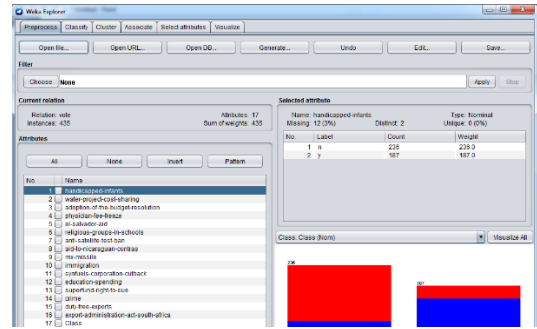 Weka Explorer
Preprocess Classify Cluster Associate Select attributes Visualize
Open file... Open URL... Open DB... Generate... Undo Edit... Save...
Filter
Choose None Apply Stop
Current relation
Relation: vote Attributes: 17
Instances: 435 Sum of weights: 435
Selected attribute
Name: handicapped-infants Type: Nominal
Missing: 12 (3%) Distinct: 2 Unique: 0 (0%)
Attributes
All None Invert Pattern
No. Name
1 handicapped-infants
2 water-project-cost-sharing
3 adoption-of-the-budget-resolution
4 physician-fee-freeze
5 el-salvador-aid
6 religious-groups-in-schools
7 anti-satellite-test-ban
8 aid-to-nicaraguan-contras
9 mx-missile
10 immigration
11 synfuels-corporation-cutback
12 education-spending
13 superfund-right-to-sue
14 crime
15 duty-free-exports
16 export-administration-act-south-africa
17 Class
No. Label Count Weight
1 n 236 236.0
2 y 187 187.0
Class: Class (Nom) Visualize All
236
187